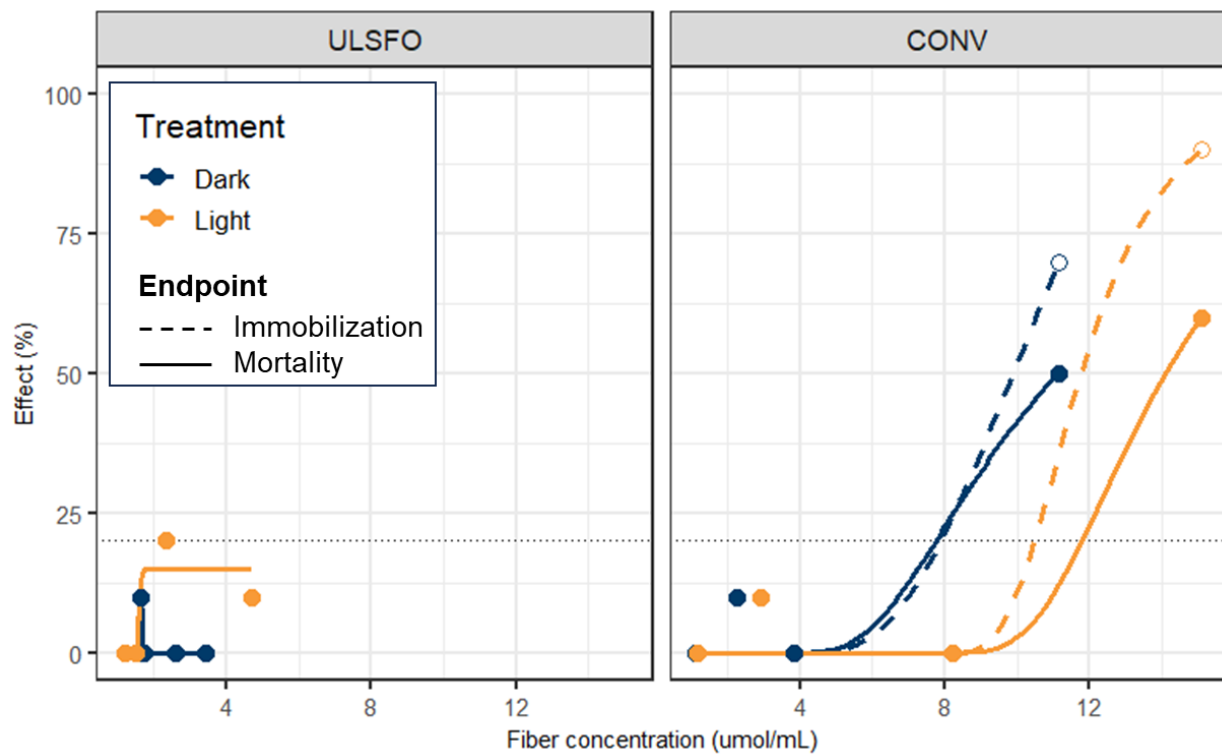 ULSFO
CONV
100
75
50
25
0
Effect (%)
Treatment
Dark
Light
Endpoint
Immobilization
Mortality
4
8
12
4
8
12
Fiber concentration (umol/mL)